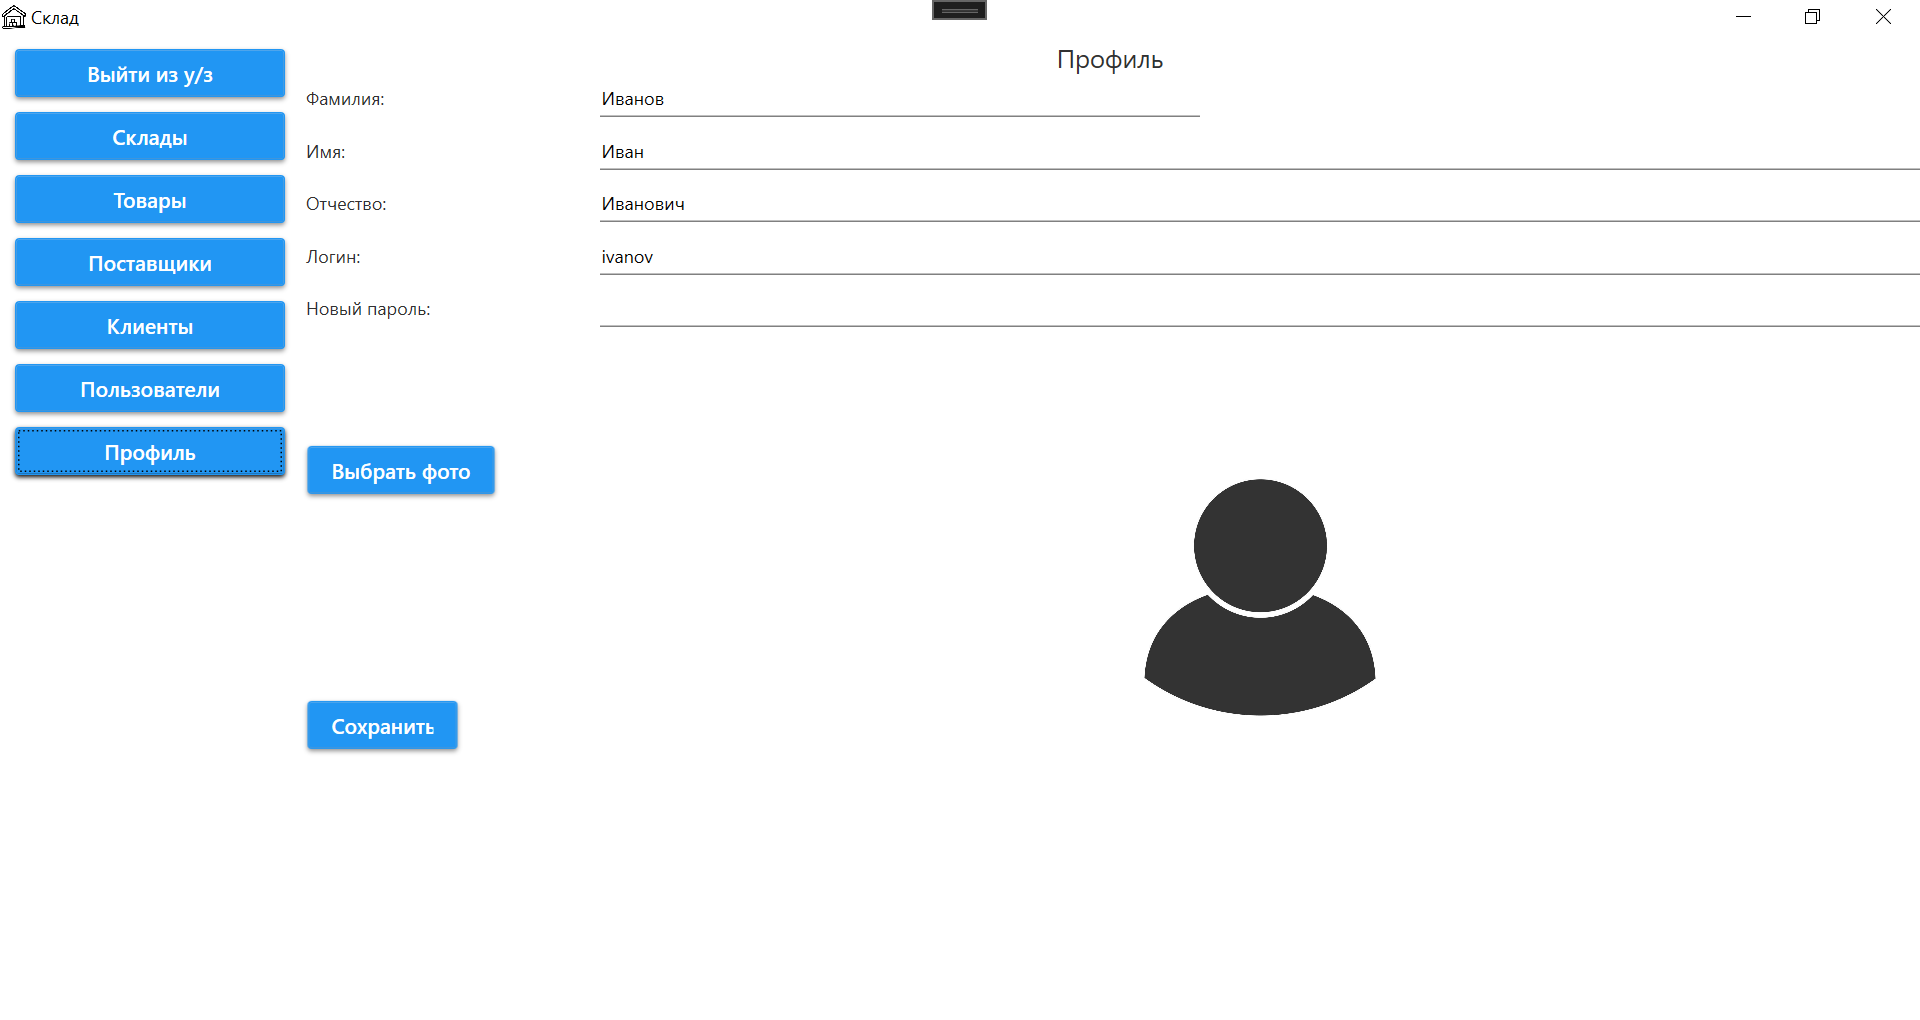 Склад
Выйти из у/з
Склады
Товары
Поставщики
Клиенты
Пользователи
Профиль
Профиль
Фамилия: Иванов
Имя: Иван
Отчество: Иванович
Логин: ivanov
Новый пароль:
Выбрать фото
Сохранить